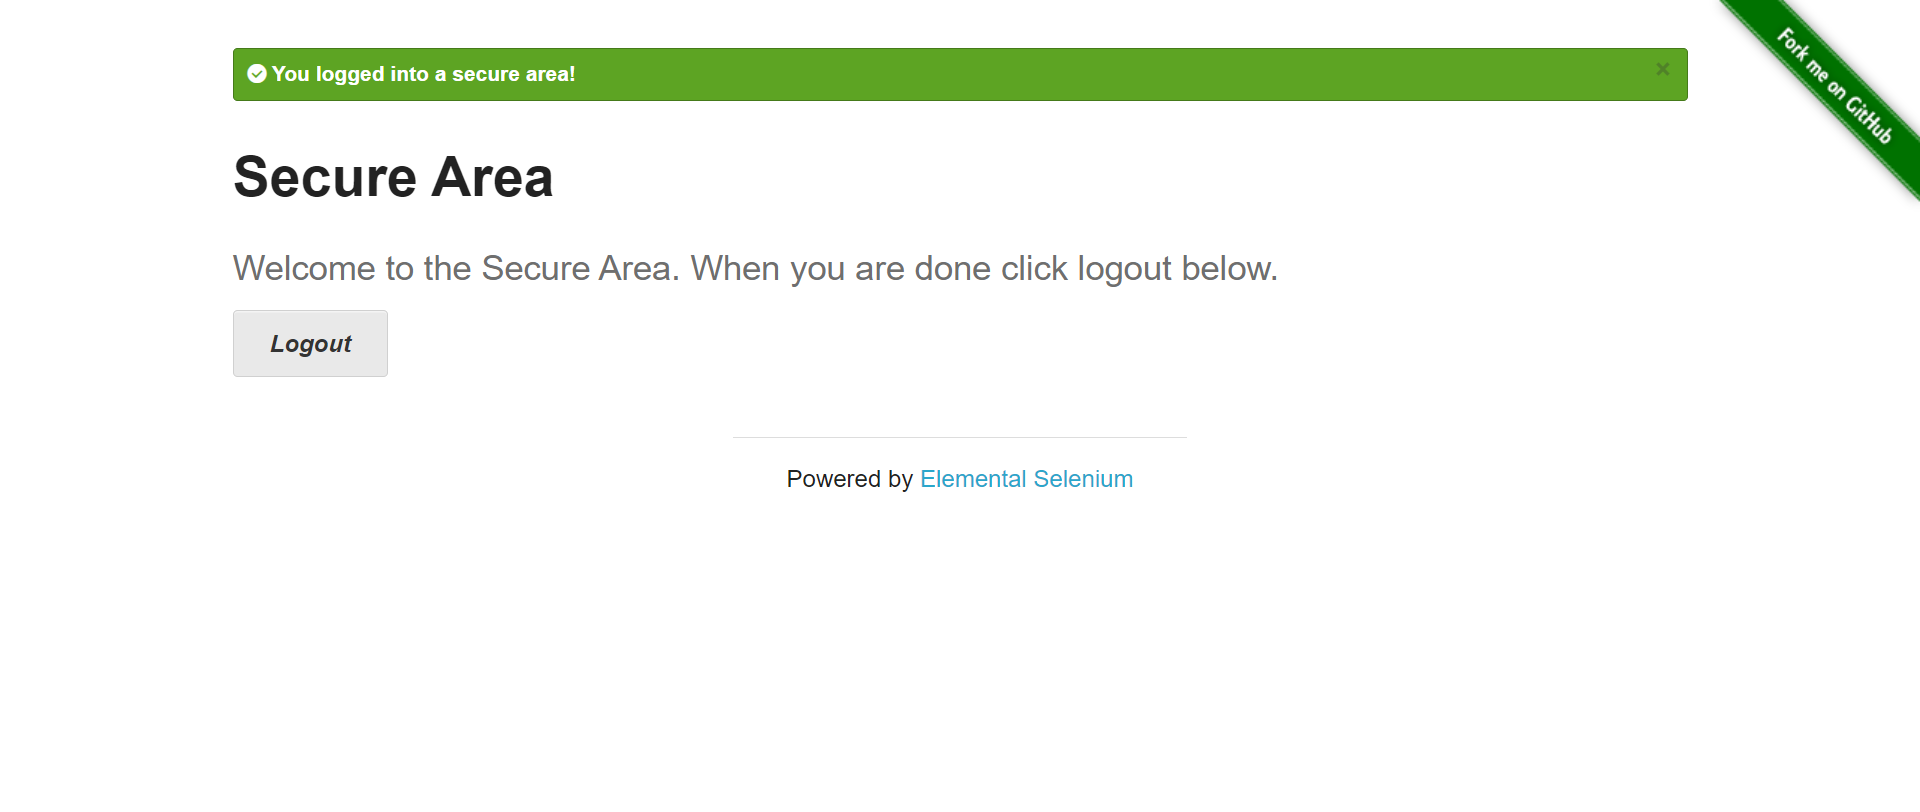 You logged into a secure area!
×
Fork me on GitHub
Secure Area
Welcome to the Secure Area. When you are done click logout below.
Logout
Powered by Elemental Selenium